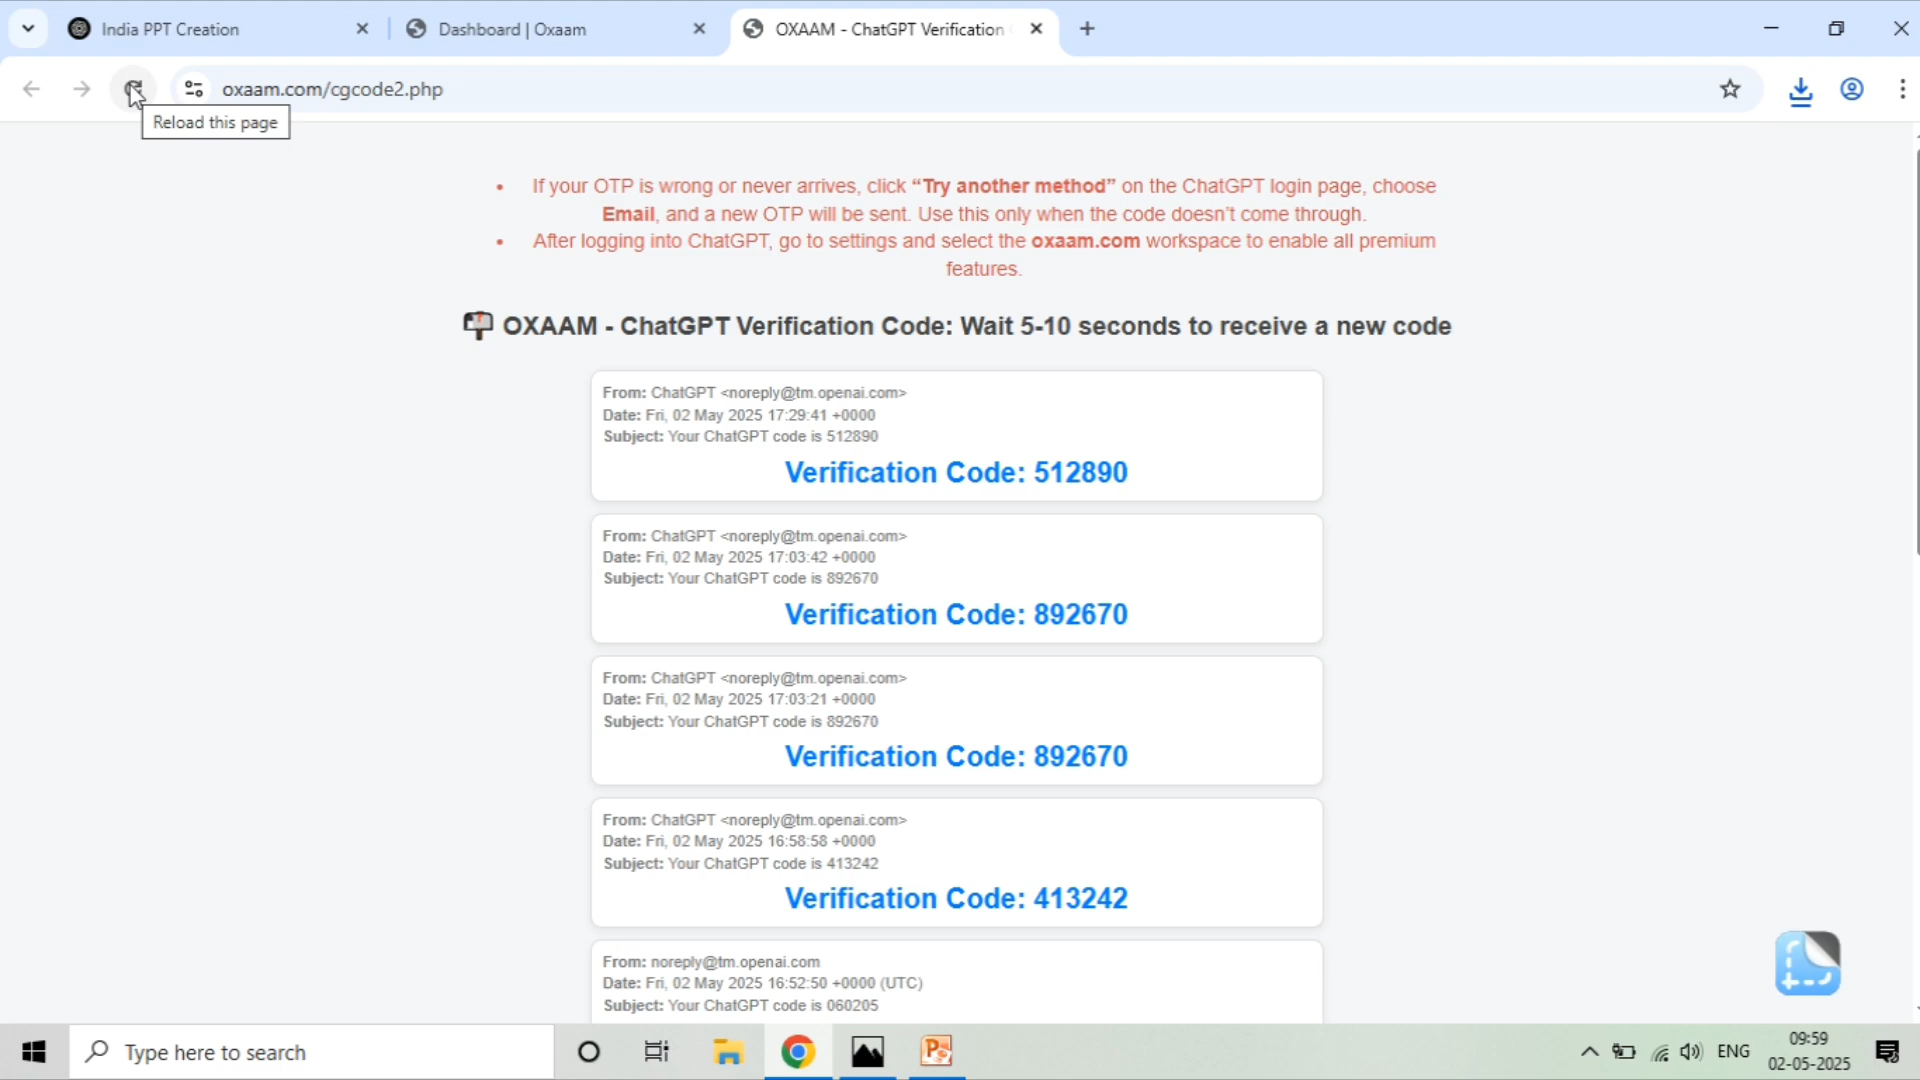 India PPT Creation
Dashboard | Oxaam
OXAAM - ChatGPT Verification
oxaam.com/cgcode2.php
Reload this page
• If your OTP is wrong or never arrives, click “Try another method” on the ChatGPT login page, choose
Email, and a new OTP will be sent. Use this only when the code doesn’t come through.
• After logging into ChatGPT, go to settings and select the oxaam.com workspace to enable all premium
features.
OXAAM - ChatGPT Verification Code: Wait 5-10 seconds to receive a new code
From: ChatGPT <noreply@tm.openai.com>
Date: Fri, 02 May 2025 17:29:41 +0000
Subject: Your ChatGPT code is 512890
Verification Code: 512890
From: ChatGPT <noreply@tm.openai.com>
Date: Fri, 02 May 2025 17:03:42 +0000
Subject: Your ChatGPT code is 892670
Verification Code: 892670
From: ChatGPT <noreply@tm.openai.com>
Date: Fri, 02 May 2025 17:03:21 +0000
Subject: Your ChatGPT code is 892670
Verification Code: 892670
From: ChatGPT <noreply@tm.openai.com>
Date: Fri, 02 May 2025 16:58:58 +0000
Subject: Your ChatGPT code is 413242
Verification Code: 413242
From: noreply@tm.openai.com
Date: Fri, 02 May 2025 16:52:50 +0000 (UTC)
Subject: Your ChatGPT code is 060205
Type here to search
ENG
09:59
02-05-2025